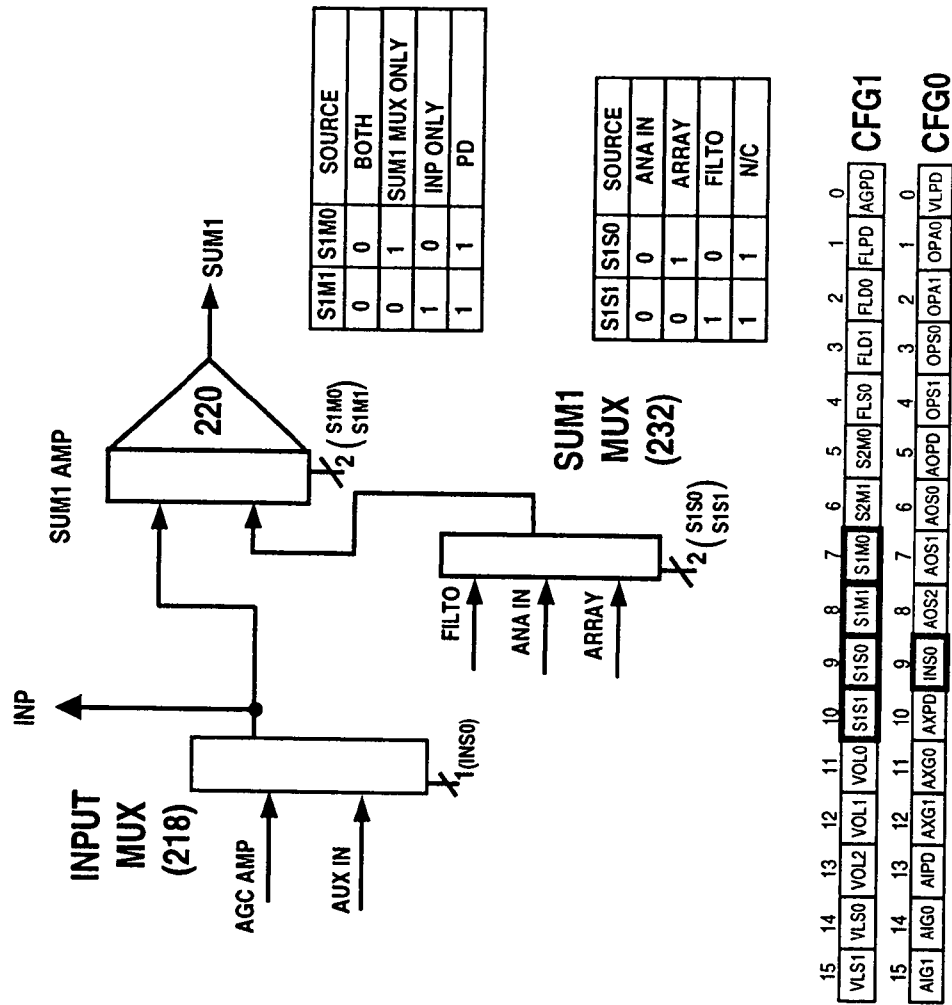 INPUT
MUX
(218)
INP
AGC AMP
AUX IN
1(INS0)
SUM1 AMP
220
SUM1
2 (S1M0
S1M1)
SUM1
MUX
(232)
FILTO
ANA IN
ARRAY
2 (S1S0
S1S1)
S1M1 S1M0 SOURCE
0 0 BOTH
0 1 SUM1 MUX ONLY
1 0 INP ONLY
1 1 PD
S1S1 S1S0 SOURCE
0 0 ANA IN
0 1 ARRAY
1 0 FILTO
1 1 N/C
15 14 13 12 11 10 9 8 7 6 5 4 3 2 1 0
VLS1 VLS0 VOL2 VOL1 VOL0 S1S1 S1S0 S1M1 S1M0 S2M1 S2M0 FLS0 FLD1 FLD0 FLPD AGPD CFG1
15 14 13 12 11 10 9 8 7 6 5 4 3 2 1 0
AIG1 AIG0 AIPD AXG1 AXG0 AXPD INS0 AOS2 AOS1 AOS0 AOPD OPS1 OPS0 OPA1 OPA0 VLPD CFG0